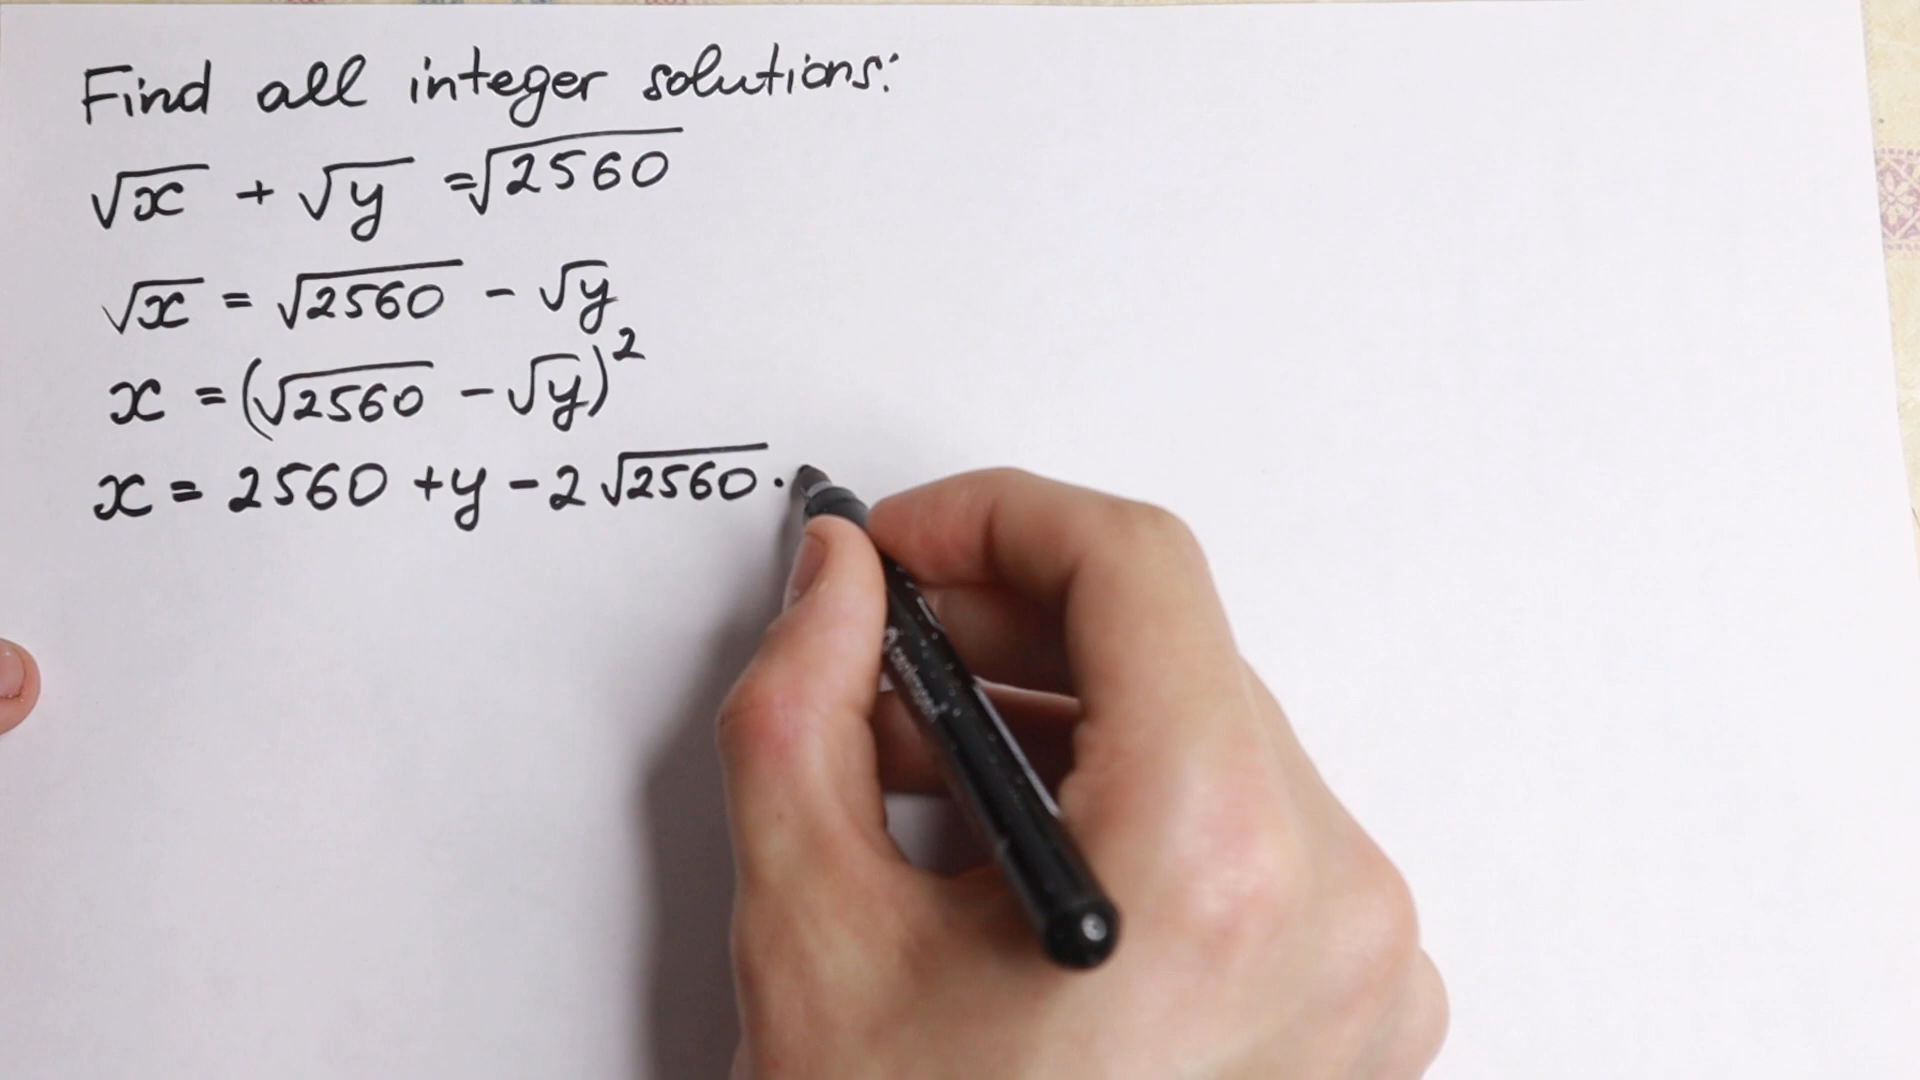 Find all integer solutions:
√x + √y = √2560
√x = √2560 - √y
x = (√2560 - √y)²
x = 2560 + y - 2√2560 ·